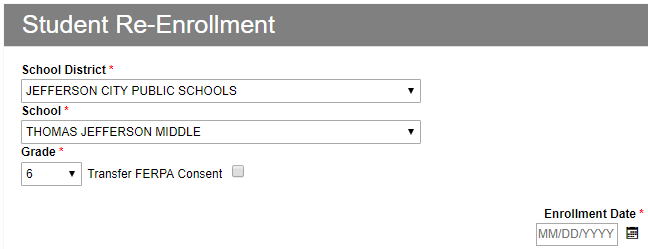 Student Re-Enrollment
School District *
JEFFERSON CITY PUBLIC SCHOOLS
School *
THOMAS JEFFERSON MIDDLE
Grade *
6 Transfer FERPA Consent
Enrollment Date *
MM/DD/YYYY